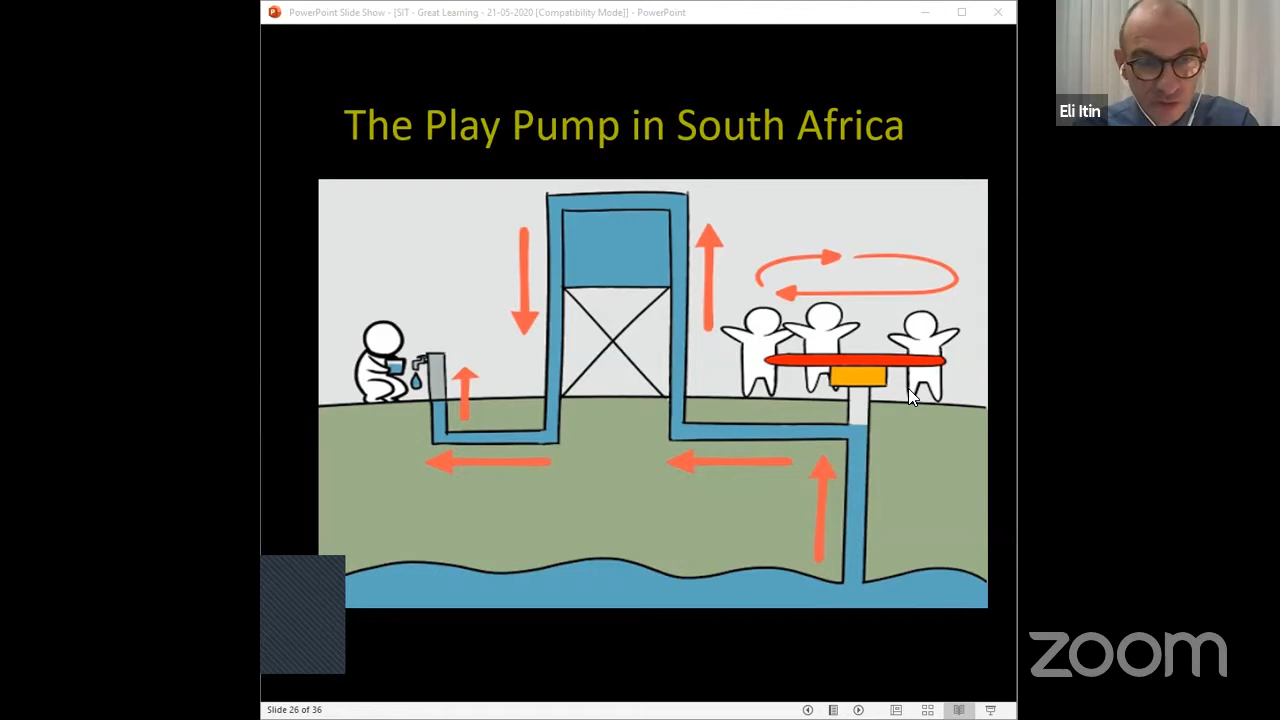 PowerPoint Slide Show - [SIT - Great Learning - 21-05-2020 [Compatibility Mode]] - PowerPoint
The Play Pump in South Africa
Eli Itin
zoom
Slide 26 of 36